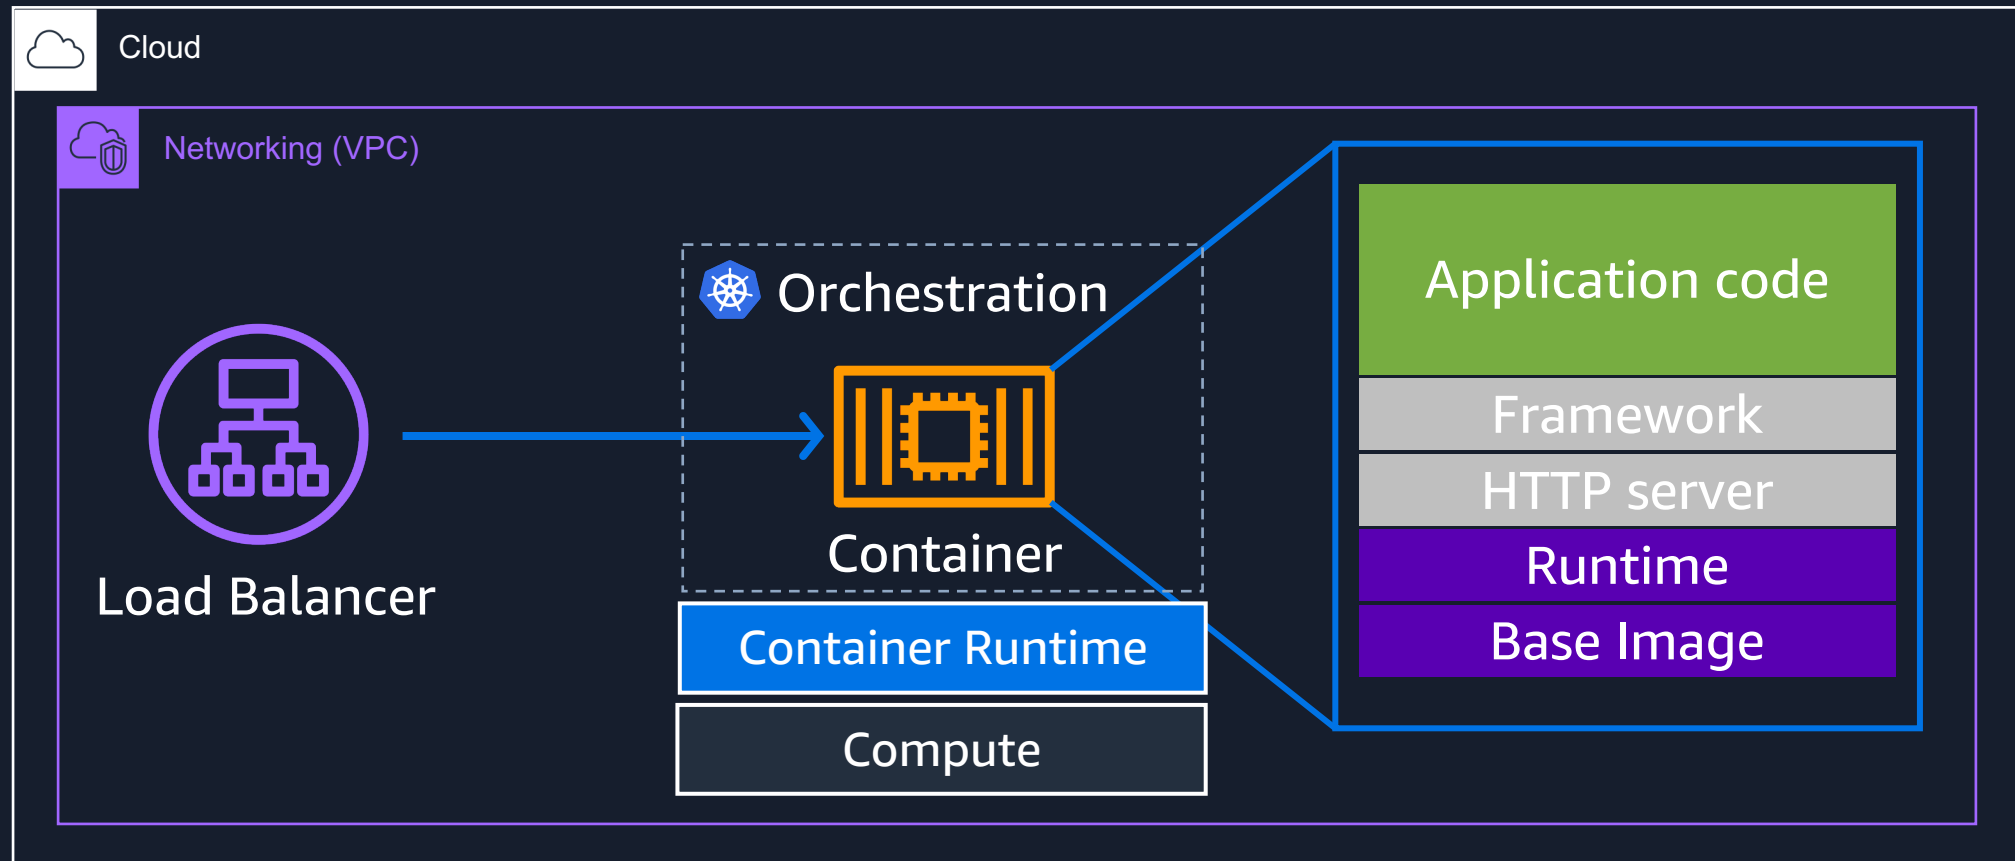 Cloud
Networking (VPC)
Load Balancer
Orchestration
Container
Container Runtime
Compute
Application code
Framework
HTTP server
Runtime
Base Image